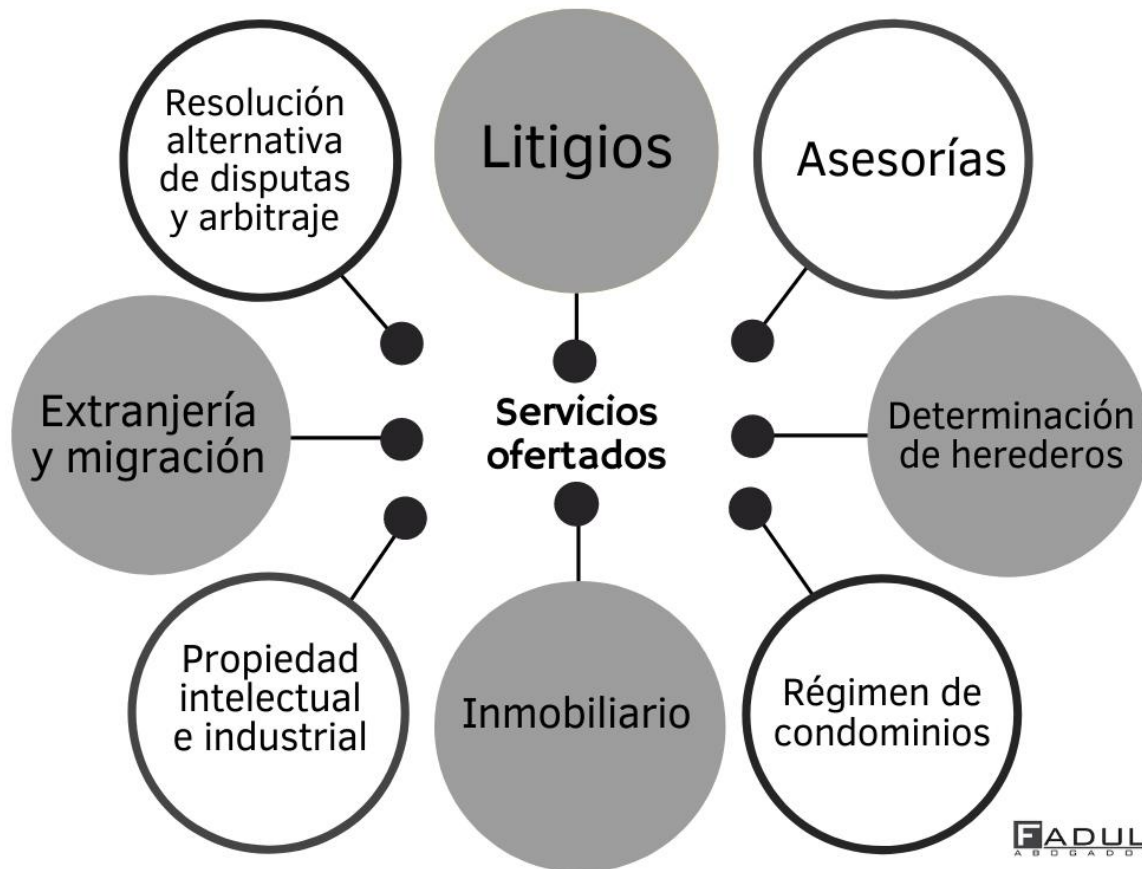 Resolución
alternativa
de disputas
y arbitraje
Litigios
Asesorías
Extranjería
y migración
Servicios
ofertados
Determinación
de herederos
Propiedad
intelectual
e industrial
Inmobiliario
Régimen de
condominios
FADUL
ABOGADO